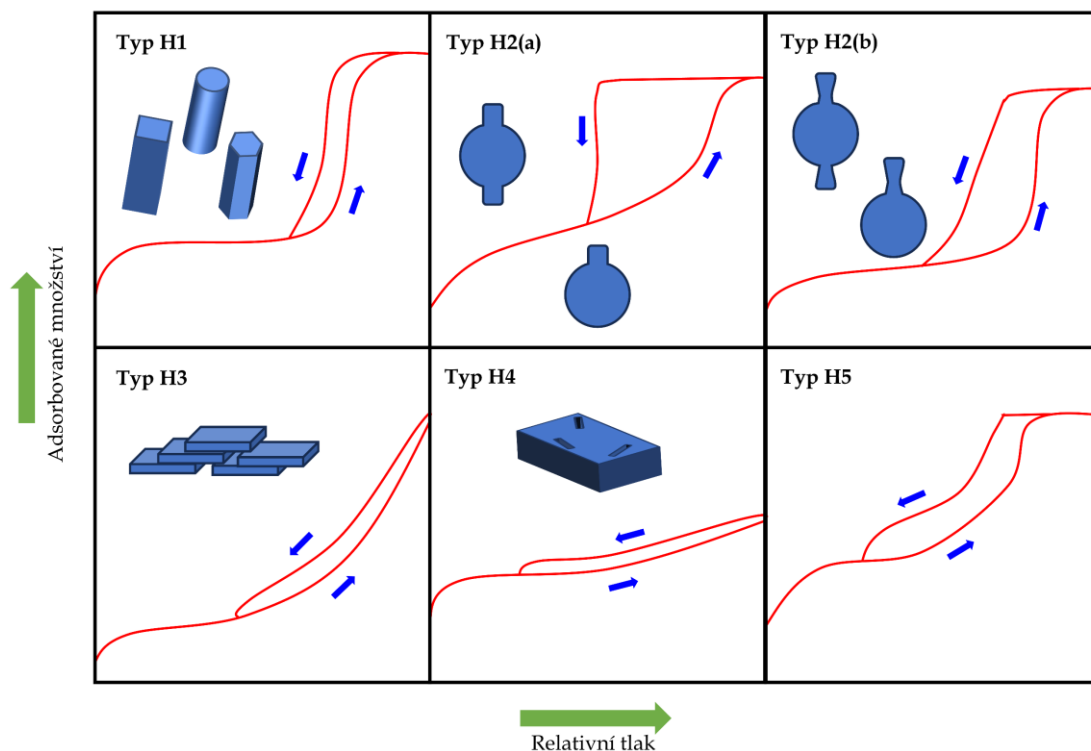 Typ H1
Typ H2(a)
Typ H2(b)
Typ H3
Typ H4
Typ H5
Adsorbované množství
Relativní tlak